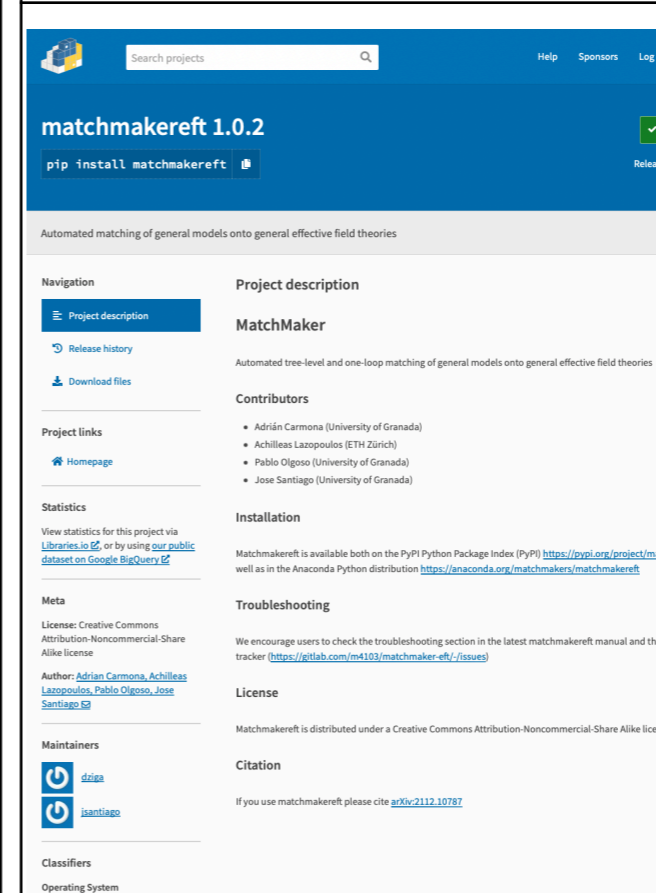 Search projects
Help Sponsors Log
matchmakereft 1.0.2
pip install matchmakereft
Relea
Automated matching of general models onto general effective field theories
Navigation
Project description
Release history
Download files
Project links
Homepage
Statistics
View statistics for this project via
Libraries.io, or by using our public
dataset on Google BigQuery
Meta
License: Creative Commons
Attribution-Noncommercial-Share
Alike license
Author: Adrian Carmona, Achilleas
Lazopoulos, Pablo Olgoso, Jose
Santiago
Maintainers
dziga
jsantiago
Classifiers
Operating System
Project description
MatchMaker
Automated tree-level and one-loop matching of general models onto general effective field theories
Contributors
• Adrián Carmona (University of Granada)
• Achilleas Lazopoulos (ETH Zürich)
• Pablo Olgoso (University of Granada)
• Jose Santiago (University of Granada)
Installation
Matchmakereft is available both on the PyPI Python Package Index (PyPI) https://pypi.org/project/ma
well as in the Anaconda Python distribution https://anaconda.org/matchmakers/matchmakereft
Troubleshooting
We encourage users to check the troubleshooting section in the latest matchmakereft manual and th
tracker (https://gitlab.com/m4103/matchmaker-eft/-/issues)
License
Matchmakereft is distributed under a Creative Commons Attribution-Noncommercial-Share Alike lice
Citation
If you use matchmakereft please cite arXiv:2112.10787